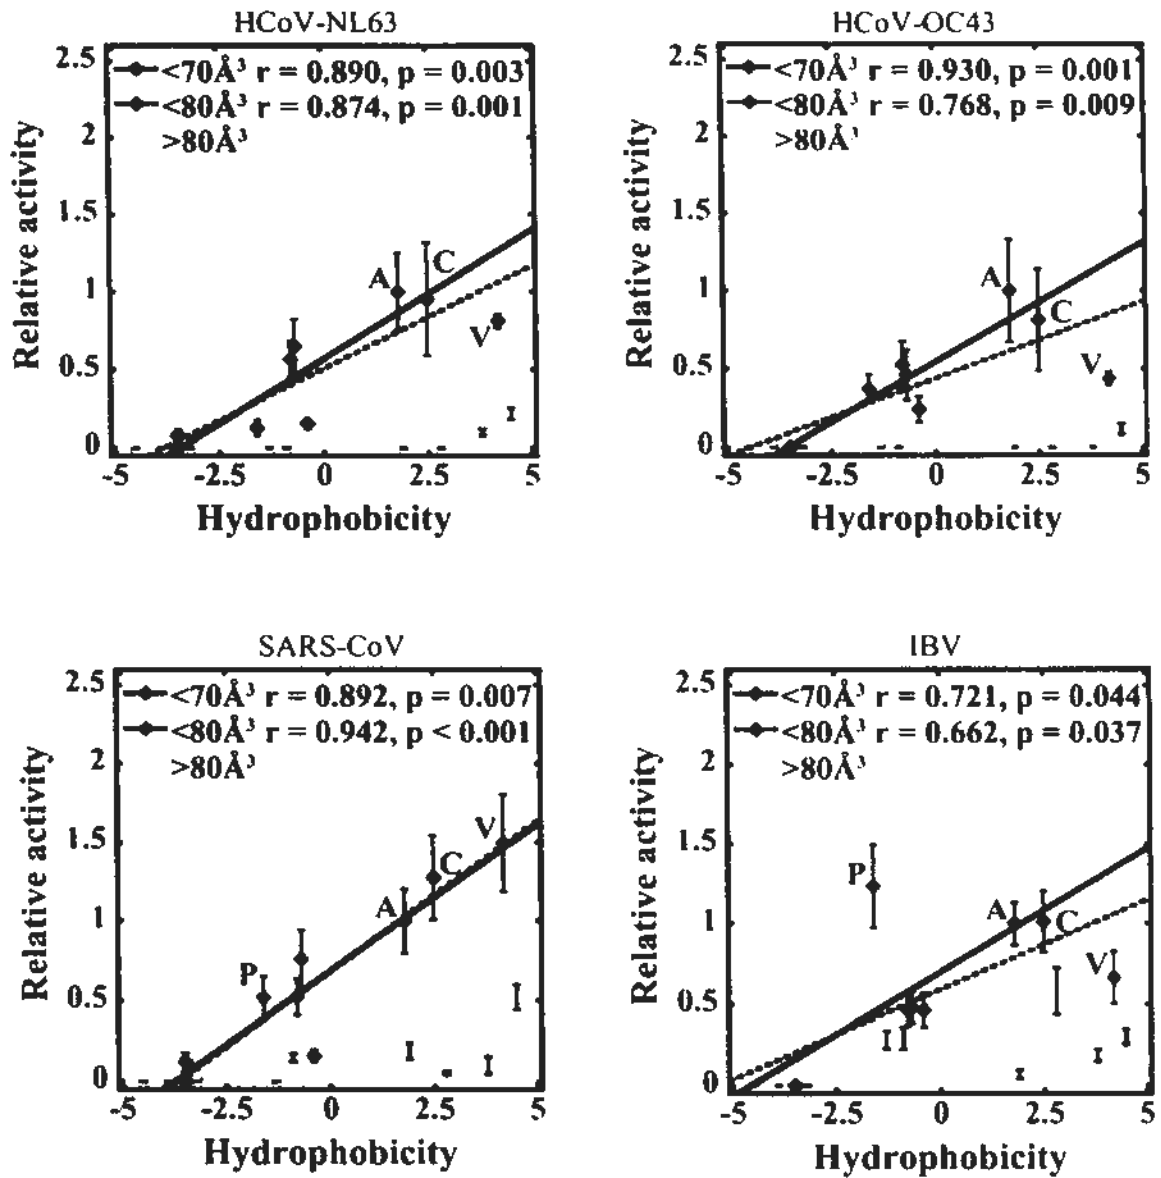 HCoV-NL63
2.5
<70Å³ r = 0.890, p = 0.003
<80Å³ r = 0.874, p = 0.001
>80Å³
2
1.5
1
0.5
0
A
C
V
-5 -2.5 0 2.5 5
Relative activity
Hydrophobicity
HCoV-OC43
2.5
<70Å³ r = 0.930, p = 0.001
<80Å³ r = 0.768, p = 0.009
>80Å³
2
1.5
1
0.5
0
A
C
V
-5 -2.5 0 2.5 5
Relative activity
Hydrophobicity
SARS-CoV
2.5
<70Å³ r = 0.892, p = 0.007
<80Å³ r = 0.942, p < 0.001
>80Å³
2
1.5
1
0.5
0
V
C
A
P
-5 -2.5 0 2.5 5
Relative activity
Hydrophobicity
IBV
2.5
<70Å³ r = 0.721, p = 0.044
<80Å³ r = 0.662, p = 0.037
>80Å³
2
1.5
1
0.5
0
P
A
C
V
-5 -2.5 0 2.5 5
Relative activity
Hydrophobicity